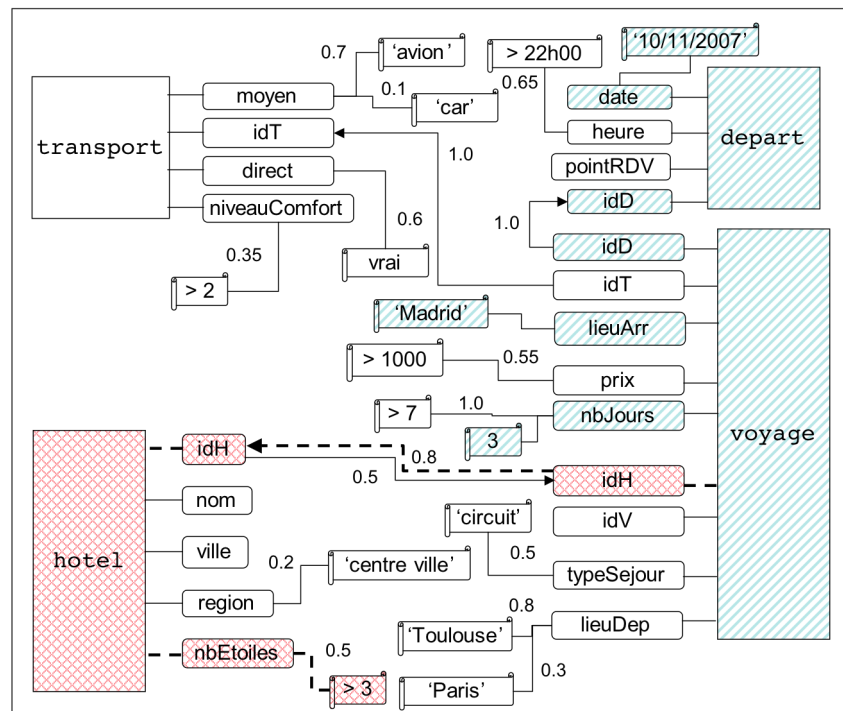 '10/11/2007'
0.7
'avion'
> 22h00
0.65
moyen
0.1
'car'
date
transport
idT
heure
depart
1.0
pointRDV
direct
idD
niveauComfort
0.6
1.0
0.35
vrai
idD
> 2
idT
'Madrid'
lieuArr
> 1000
0.55
prix
> 7
1.0
nbJours
voyage
3
idH
0.8
0.5
idH
nom
'circuit'
idV
hotel
ville
0.2
'centre ville'
0.5
typeSejour
region
0.8
'Toulouse'
lieuDep
nbEtoiles
0.5
0.3
> 3
'Paris'